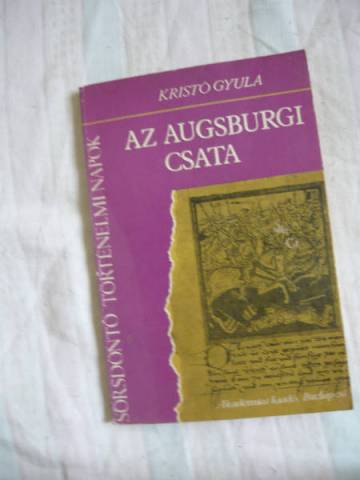 KRISTÓ GYULA
AZ AUGSBURGI
CSATA
SORSDÖNTŐ TÖRTÉNELMI NAPOK
Akadémiai Kiadó, Budapest